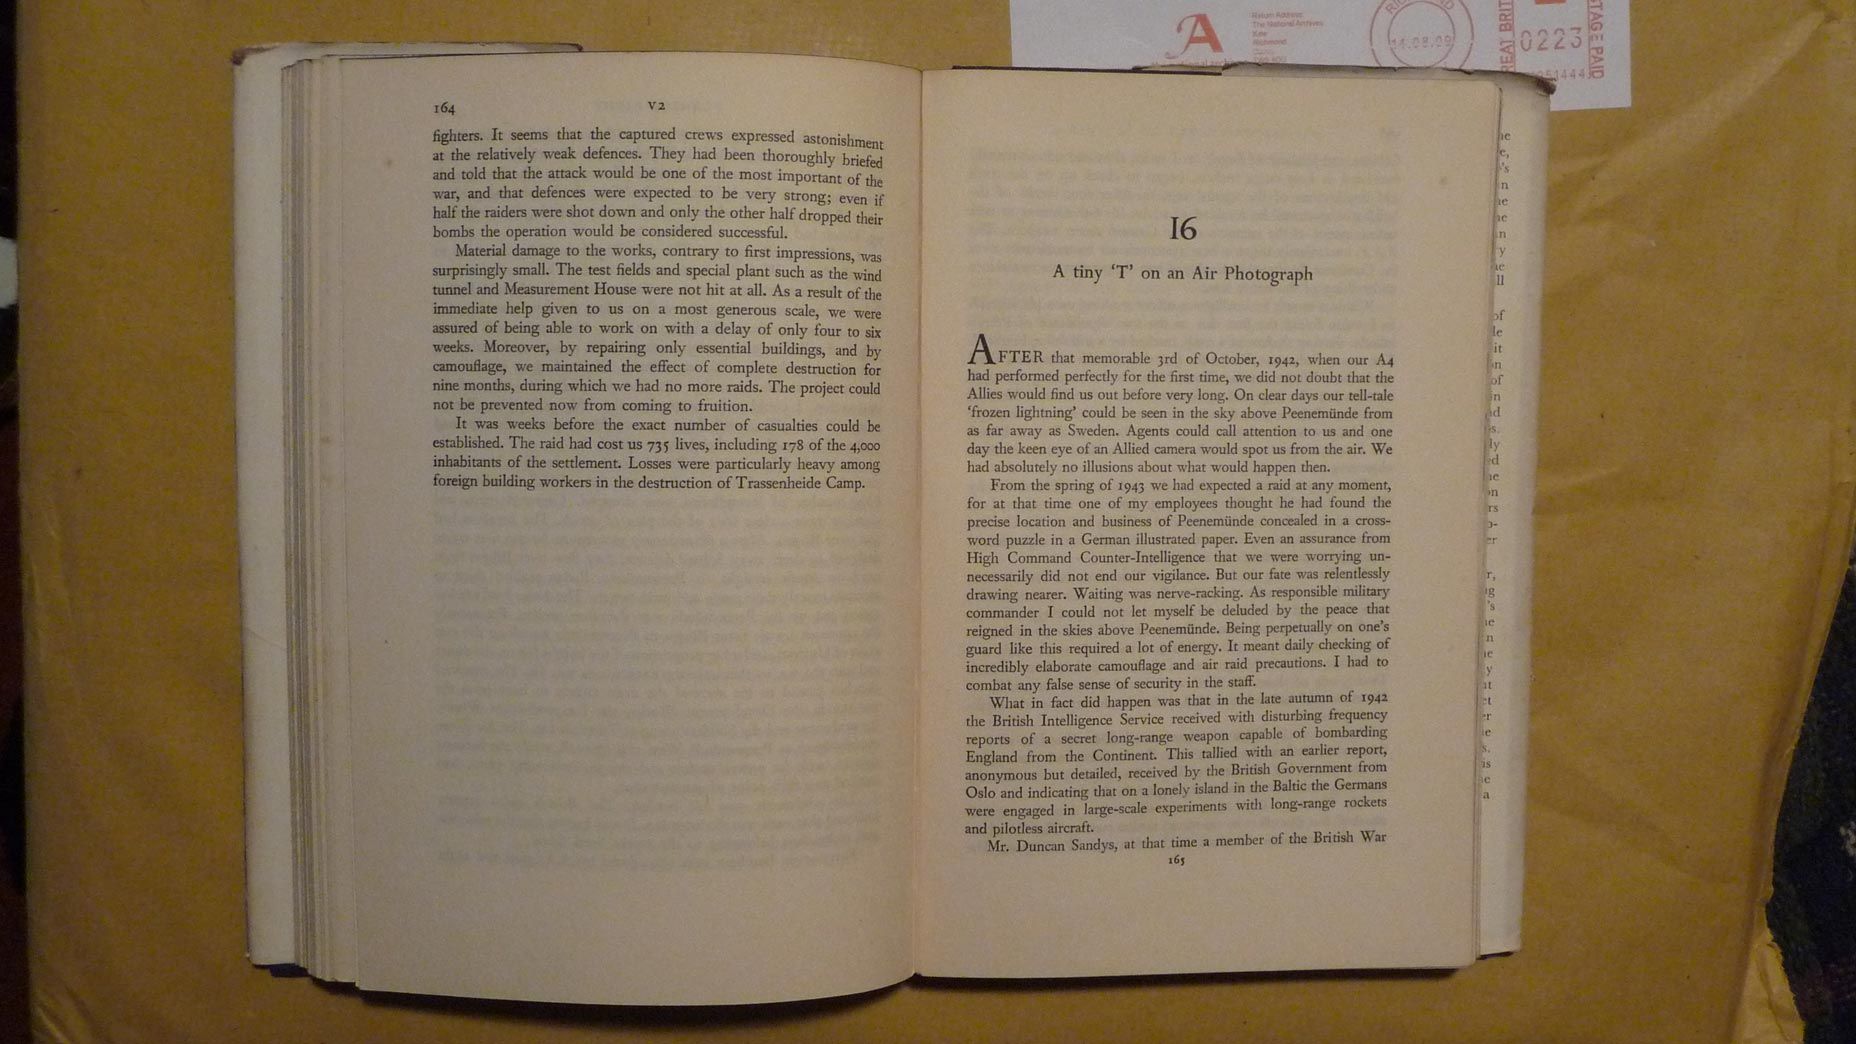 164
V2
fighters. It seems that the captured crews expressed astonishment
at the relatively weak defences. They had been thoroughly briefed
and told that the attack would be one of the most important of the
war, and that defences were expected to be very strong; even if
half the raiders were shot down and only the other half dropped their
bombs the operation would be considered successful.
Material damage to the works, contrary to first impressions, was
surprisingly small. The test fields and special plant such as the wind
tunnel and Measurement House were not hit at all. As a result of the
immediate help given to us on a most generous scale, we were
assured of being able to work on with a delay of only four to six
weeks. Moreover, by repairing only essential buildings, and by
camouflage, we maintained the effect of complete destruction for
nine months, during which we had no more raids. The project could
not be prevented now from coming to fruition.
It was weeks before the exact number of casualties could be
established. The raid had cost us 735 lives, including 178 of the 4,000
inhabitants of the settlement. Losses were particularly heavy among
foreign building workers in the destruction of Trassenheide Camp.
16
A tiny ‘T’ on an Air Photograph
AFTER that memorable 3rd of October, 1942, when our A4
had performed perfectly for the first time, we did not doubt that the
Allies would find us out before very long. On clear days our tell-tale
‘frozen lightning’ could be seen in the sky above Peenemünde from
as far away as Sweden. Agents could call attention to us and one
day the keen eye of an Allied camera would spot us from the air. We
had absolutely no illusions about what would happen then.
From the spring of 1943 we had expected a raid at any moment,
for at that time one of my employees thought he had found the
precise location and business of Peenemünde concealed in a cross-
word puzzle in a German illustrated paper. Even an assurance from
High Command Counter-Intelligence that we were worrying un-
necessarily did not end our vigilance. But our fate was relentlessly
drawing nearer. Waiting was nerve-racking. As responsible military
commander I could not let myself be deluded by the peace that
reigned in the skies above Peenemünde. Being perpetually on one's
guard like this required a lot of energy. It meant daily checking of
incredibly elaborate camouflage and air raid precautions. I had to
combat any false sense of security in the staff.
What in fact did happen was that in the late autumn of 1942
the British Intelligence Service received with disturbing frequency
reports of a secret long-range weapon capable of bombarding
England from the Continent. This tallied with an earlier report,
anonymous but detailed, received by the British Government from
Oslo and indicating that on a lonely island in the Baltic the Germans
were engaged in large-scale experiments with long-range rockets
and pilotless aircraft.
Mr. Duncan Sandys, at that time a member of the British War
165
A
Return Address
The National Archives
Kew
Richmond
14.08.09
0223